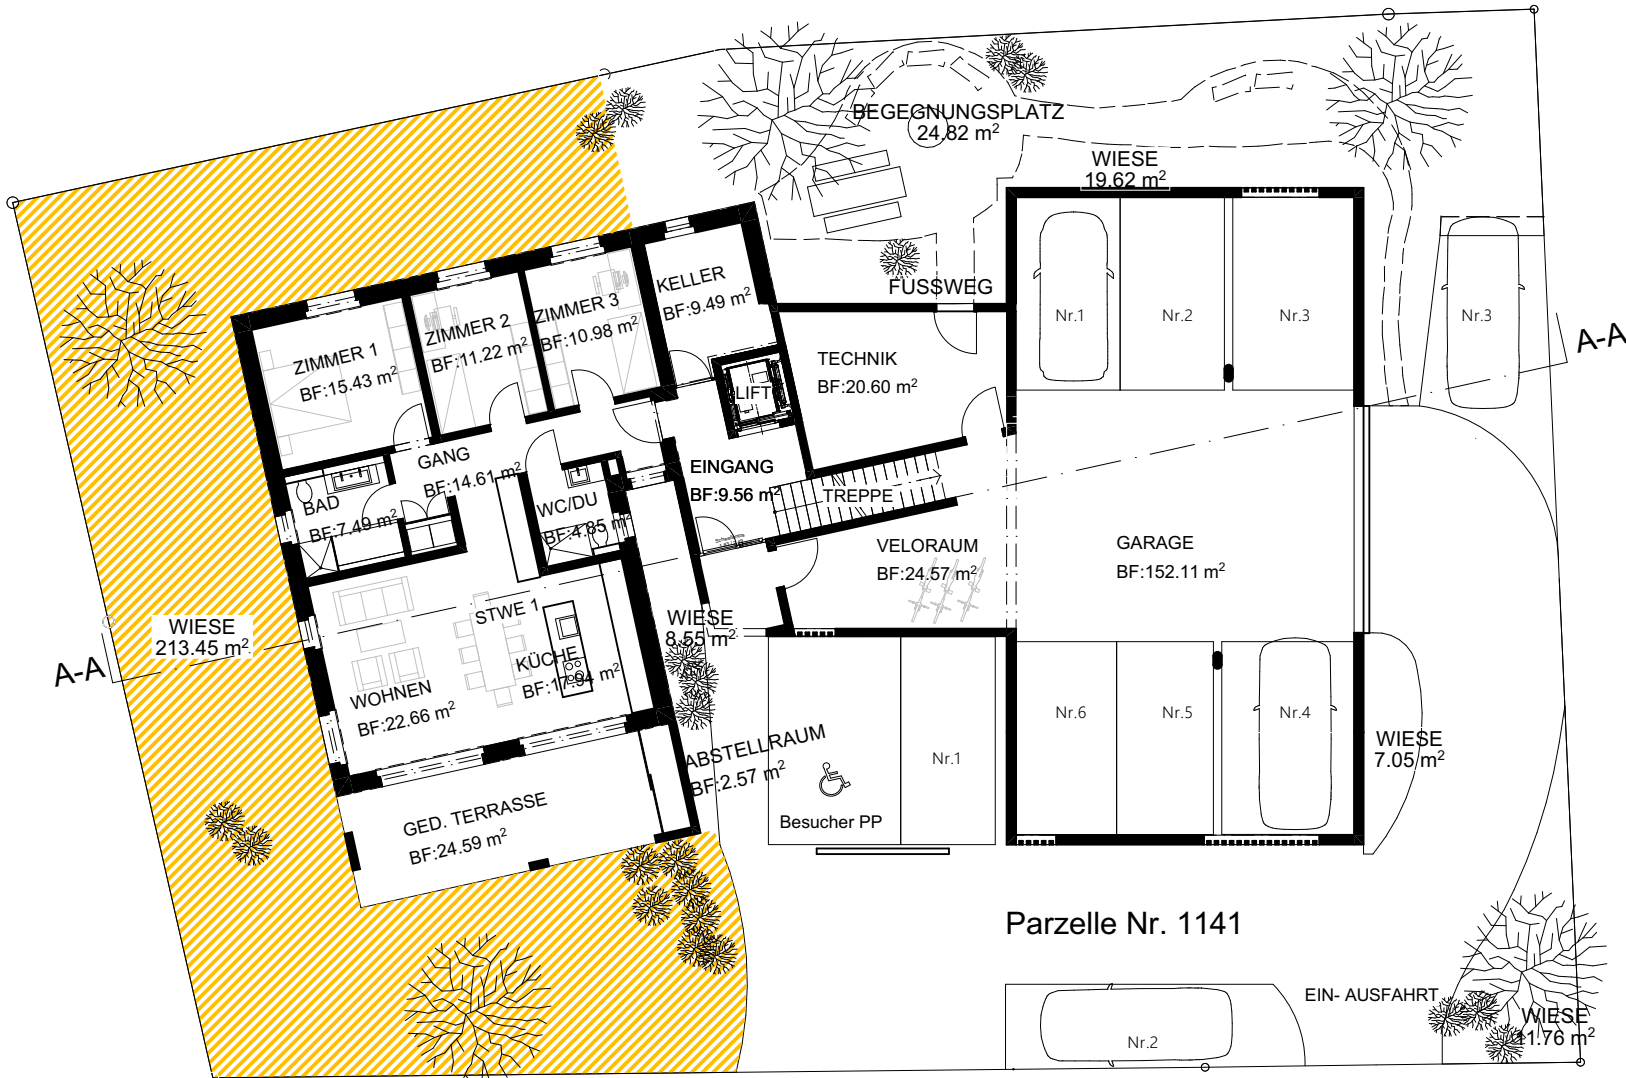 BEGEGNUNGSPLATZ
24.82 m²
WIESE
19.62 m²
FUSSWEG
KELLER
BF:9.49 m²
ZIMMER 3
BF:10.98 m²
ZIMMER 2
BF:11.22 m²
ZIMMER 1
BF:15.43 m²
Nr.1
Nr.2
Nr.3
Nr.3
A-A
TECHNIK
BF:20.60 m²
LIFT
GANG
BF:14.61 m²
EINGANG
BF:9.56 m²
TREPPE
BAD
BF:7.49 m²
WC/DU
BF:4.85 m²
VELORAUM
BF:24.57 m²
GARAGE
BF:152.11 m²
STWE 1
WIESE
8.55 m²
WIESE
213.45 m²
A-A
KÜCHE
BF:17.94 m²
WOHNEN
BF:22.66 m²
Nr.6
Nr.5
Nr.4
WIESE
7.05 m²
ABSTELLRAUM
BF:2.57 m²
Nr.1
Besucher PP
GED. TERRASSE
BF:24.59 m²
Parzelle Nr. 1141
EIN- AUSFAHRT
WIESE
11.76 m²
Nr.2